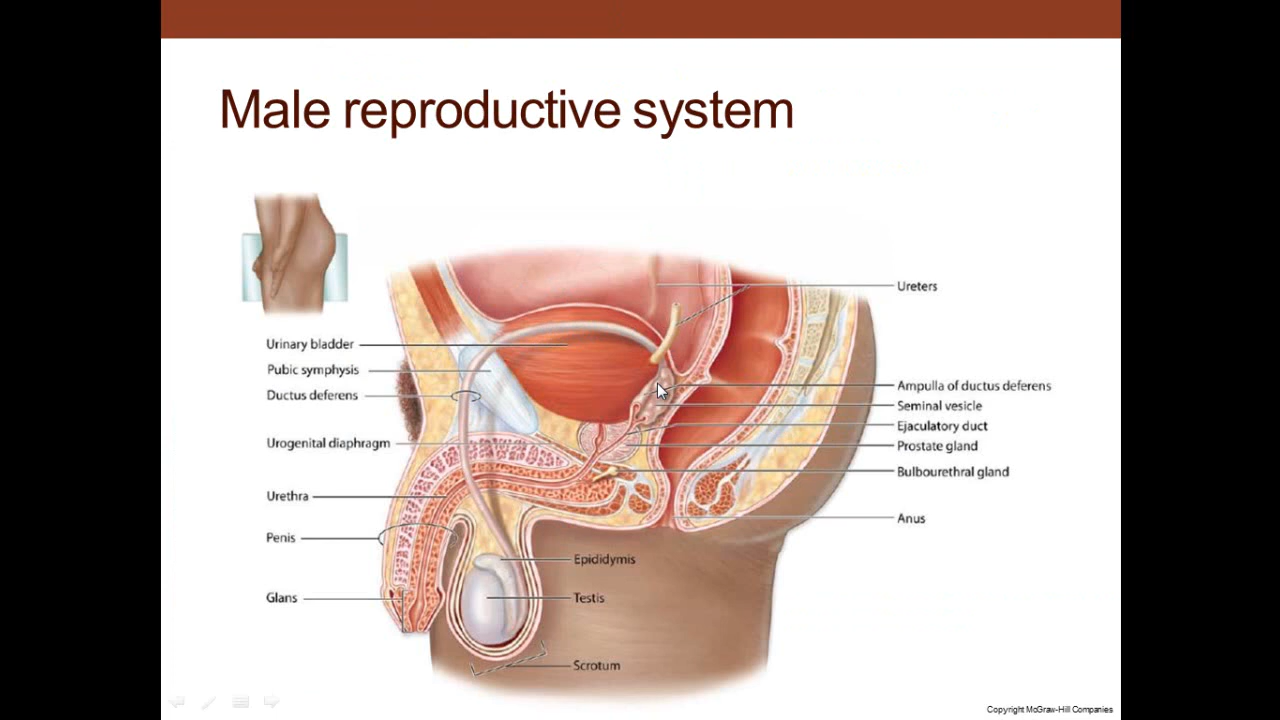 Male reproductive system
Ureters
Urinary bladder
Pubic symphysis
Ductus deferens
Urogenital diaphragm
Urethra
Penis
Glans
Ampulla of ductus deferens
Seminal vesicle
Ejaculatory duct
Prostate gland
Bulbourethral gland
Anus
Epididymis
Testis
Scrotum
Copyright McGraw-Hill Companies